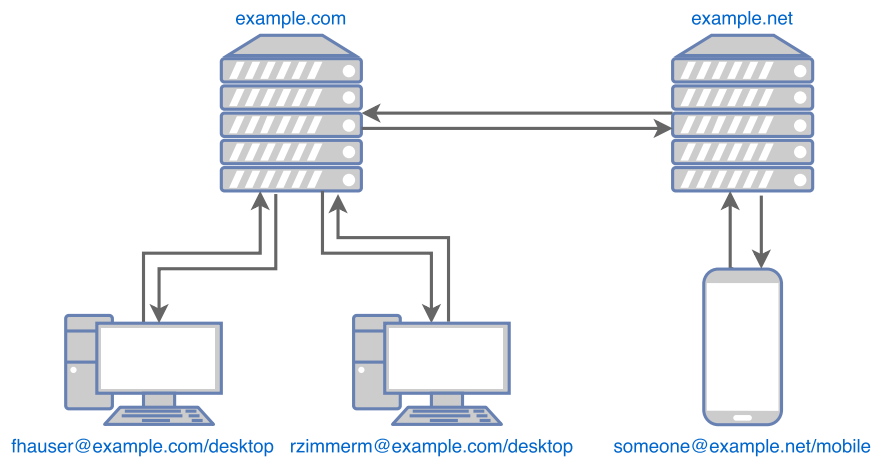 example.com
example.net
fhauser@example.com/desktop
rzimmerm@example.com/desktop
someone@example.net/mobile